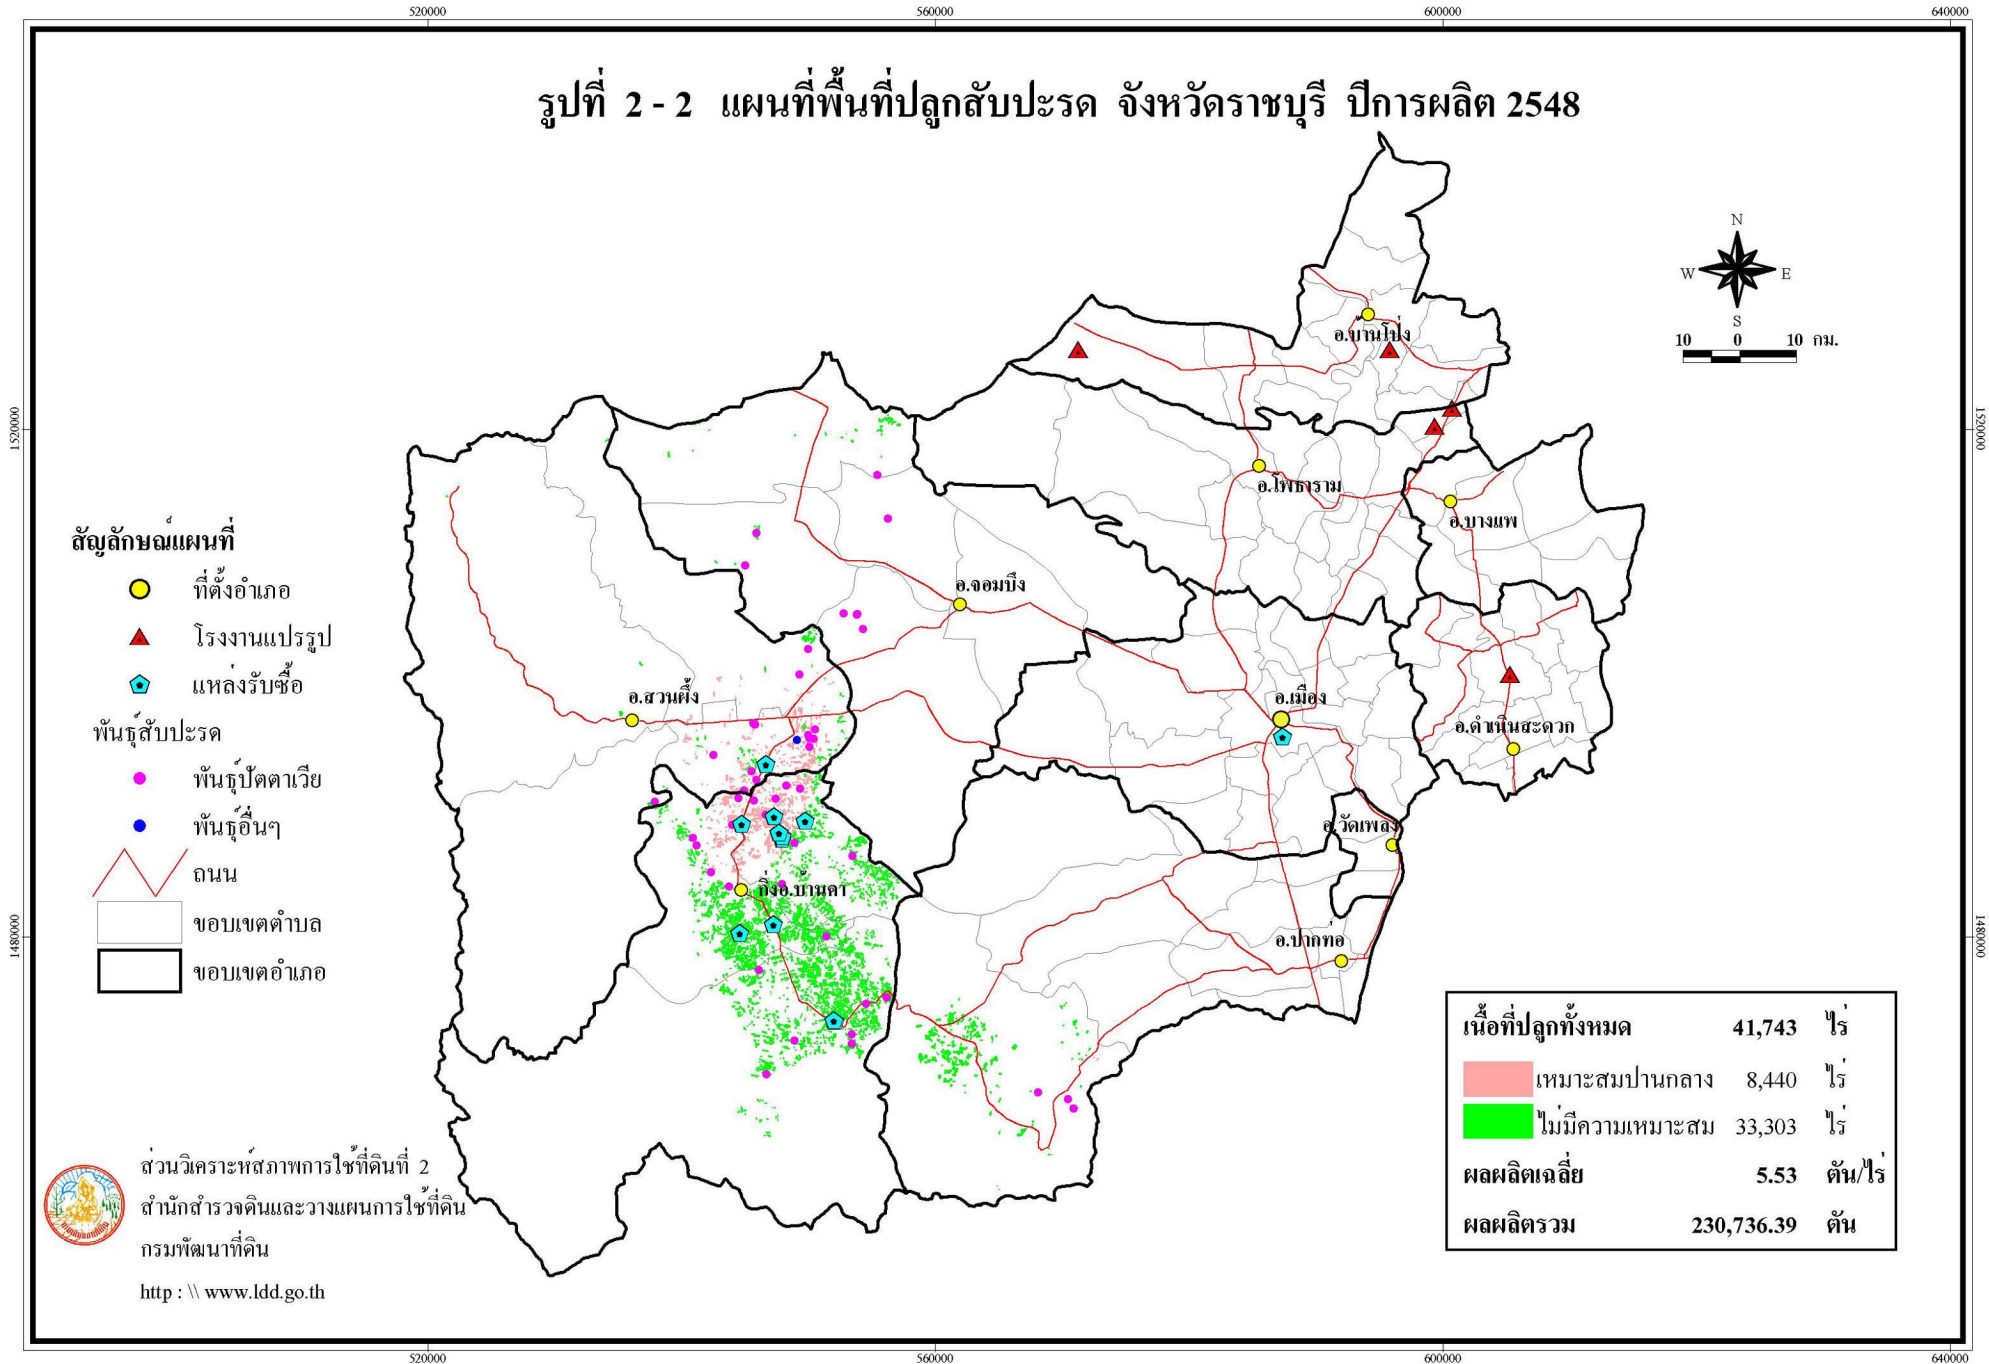 520000 560000 600000 640000
รูปที่ 2 - 2 แผนที่พื้นที่ปลูกสับปะรด จังหวัดราชบุรี ปีการผลิต 2548
N
W E
S
10 0 10 กม.
1520000
1520000
1480000
1480000
อ.บ้านโป่ง
อ.โพธาราม
อ.บางแพ
อ.จอมบึง
อ.สวนผึ้ง
อ.เมือง
อ.ดำเนินสะดวก
อ.วัดเพลง
กิ่งอ.บ้านคา
อ.ปากท่อ
สัญลักษณ์แผนที่
ที่ตั้งอำเภอ
โรงงานแปรรูป
แหล่งรับซื้อ
พันธุ์สับปะรด
พันธุ์ปัตตาเวีย
พันธุ์อื่นๆ
ถนน
ขอบเขตตำบล
ขอบเขตอำเภอ
เนื้อที่ปลูกทั้งหมด 41,743 ไร่
เหมาะสมปานกลาง 8,440 ไร่
ไม่มีความเหมาะสม 33,303 ไร่
ผลผลิตเฉลี่ย 5.53 ตัน/ไร่
ผลผลิตรวม 230,736.39 ตัน
ส่วนวิเคราะห์สภาพการใช้ที่ดินที่ 2
สำนักสำรวจดินและวางแผนการใช้ที่ดิน
กรมพัฒนาที่ดิน
http : \\ www.ldd.go.th
520000 560000 600000 640000